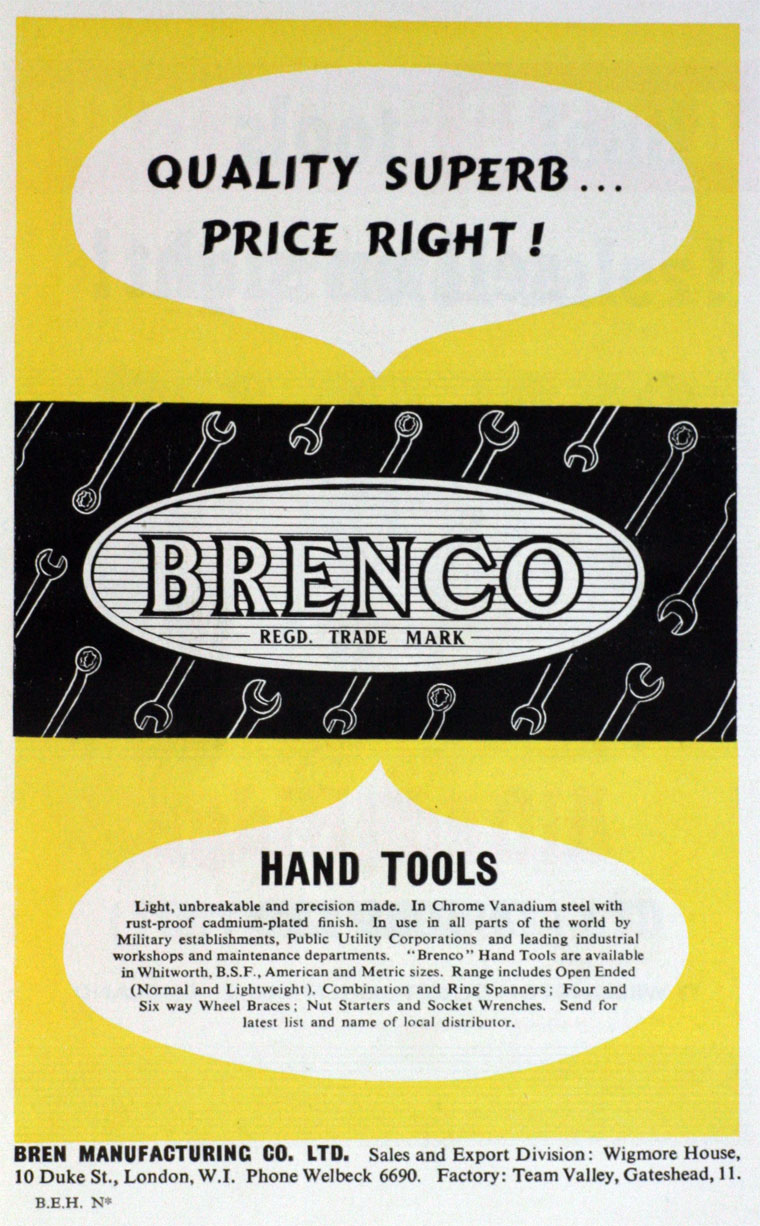 QUALITY SUPERB...
PRICE RIGHT!
BRENCO
REGD. TRADE MARK
HAND TOOLS
Light, unbreakable and precision made. In Chrome Vanadium steel with
rust-proof cadmium-plated finish. In use in all parts of the world by
Military establishments, Public Utility Corporations and leading industrial
workshops and maintenance departments. "Brenco" Hand Tools are available
in Whitworth, B.S.F., American and Metric sizes. Range includes Open Ended
(Normal and Lightweight), Combination and Ring Spanners; Four and
Six way Wheel Braces; Nut Starters and Socket Wrenches. Send for
latest list and name of local distributor.
BREN MANUFACTURING CO. LTD. Sales and Export Division: Wigmore House,
10 Duke St., London, W.I. Phone Welbeck 6690. Factory: Team Valley, Gateshead, 11.
B.E.H. N*